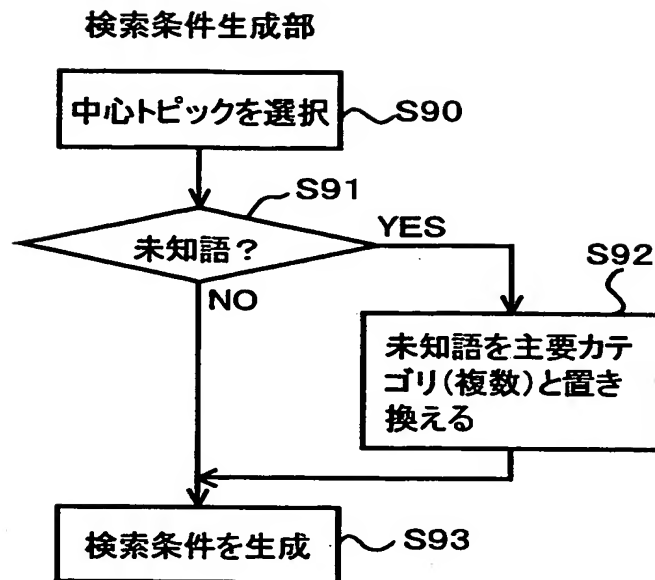 検索条件生成部
中心トピックを選択
S90
S91
未知語?
YES
NO
S92
未知語を主要カテ
ゴリ(複数)と置き
換える
検索条件を生成
S93